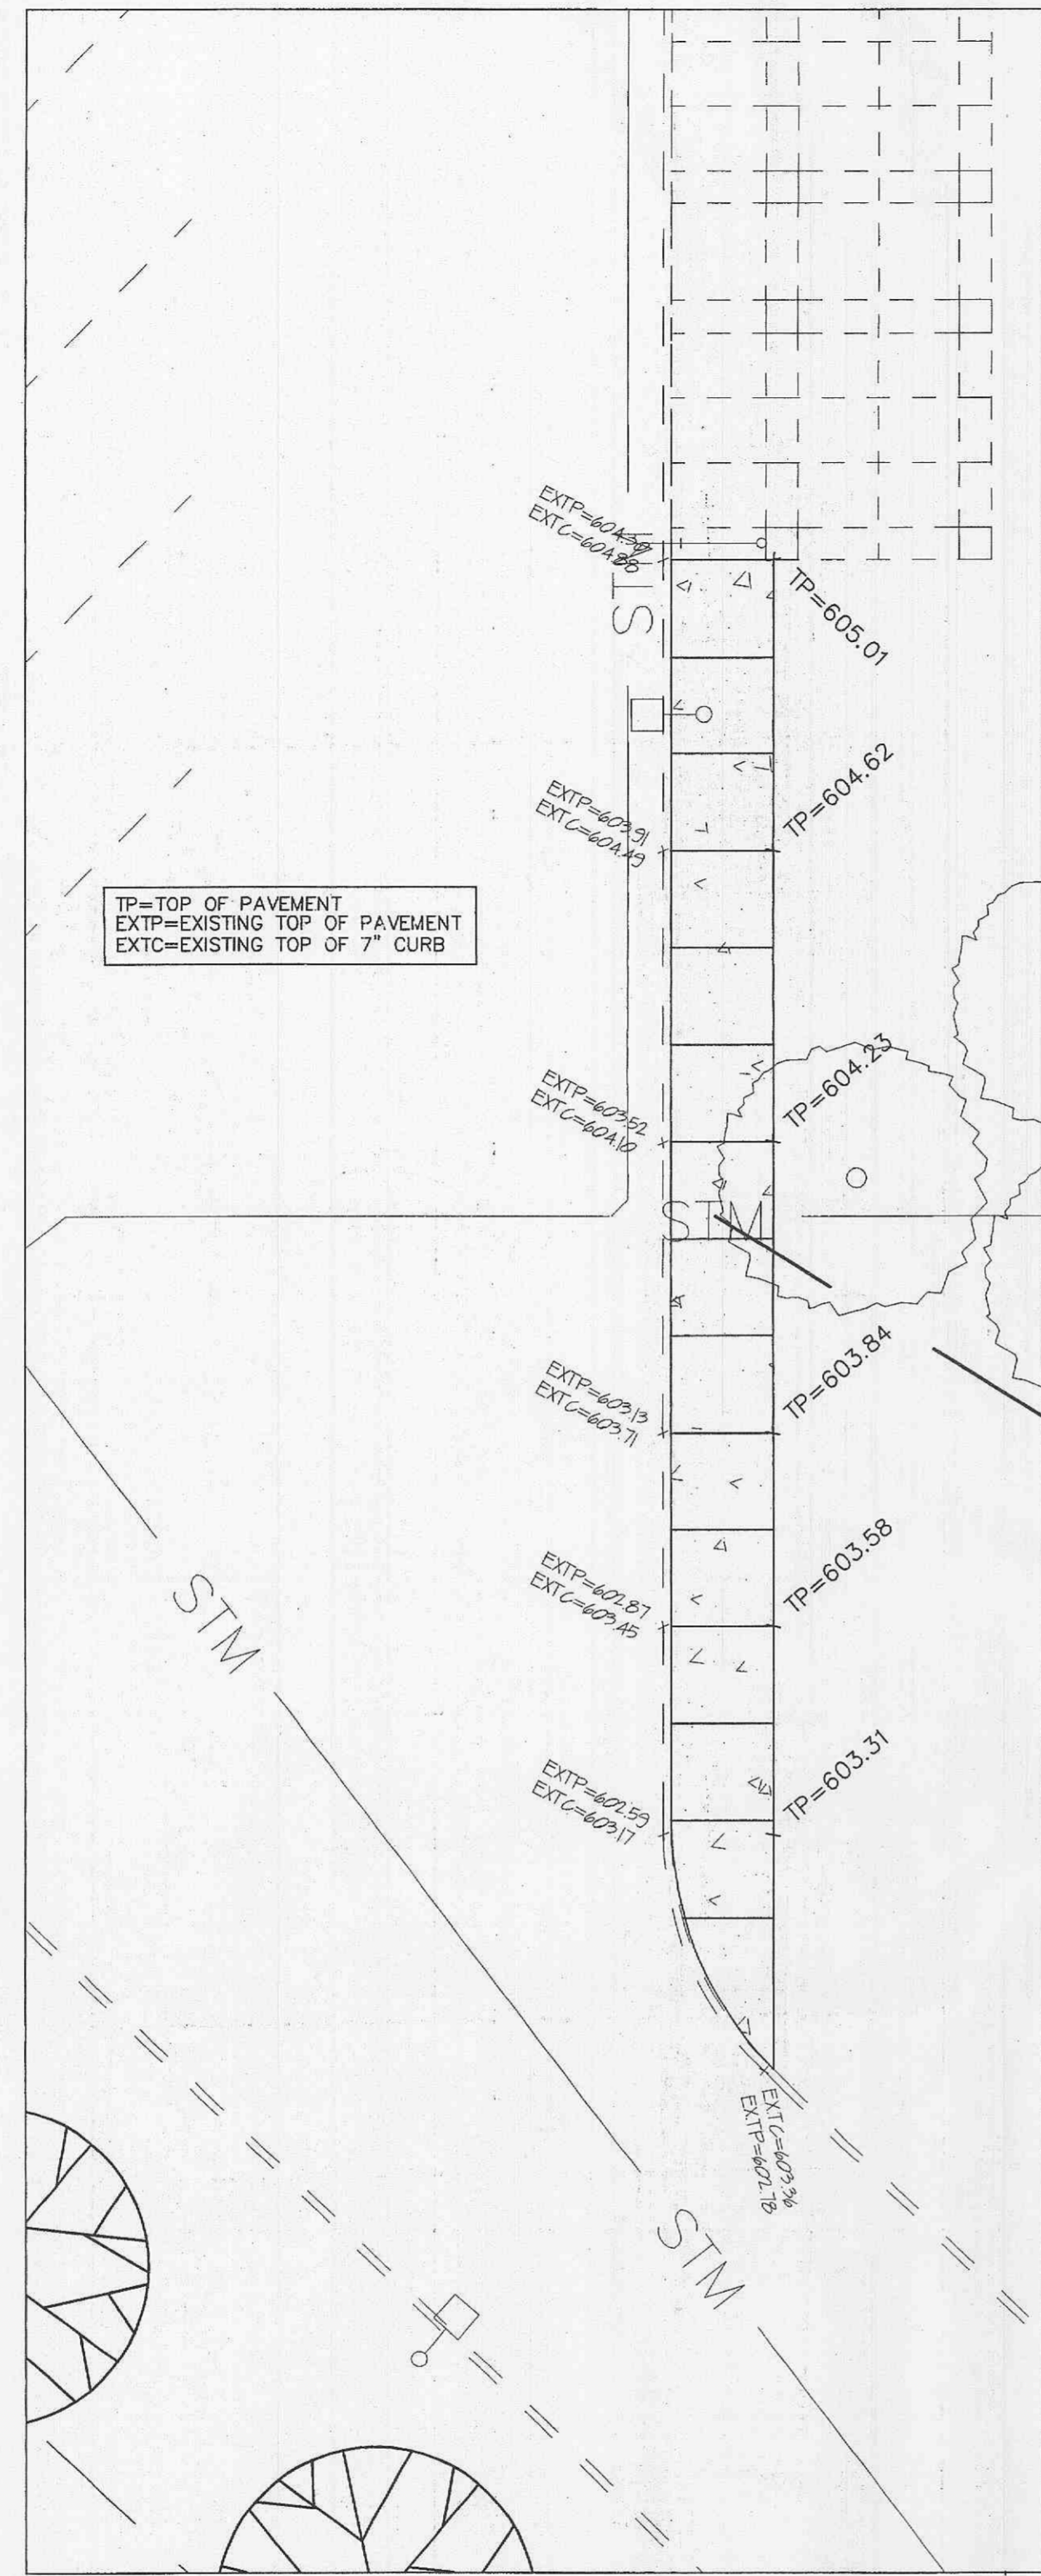 EXTP=604.30
EXTC=604.88
STM
TP=605.01
TP=604.62
EXTP=603.91
EXTC=604.49
TP=TOP OF PAVEMENT
EXTP=EXISTING TOP OF PAVEMENT
EXTC=EXISTING TOP OF 7" CURB
TP=604.23
EXTP=603.52
EXTC=604.10
STM
TP=603.84
EXTP=603.13
EXTC=603.71
TP=603.58
EXTP=602.87
EXTC=603.45
STM
TP=603.31
EXTP=602.59
EXTC=603.17
EXTC=603.36
EXTP=602.78
STM